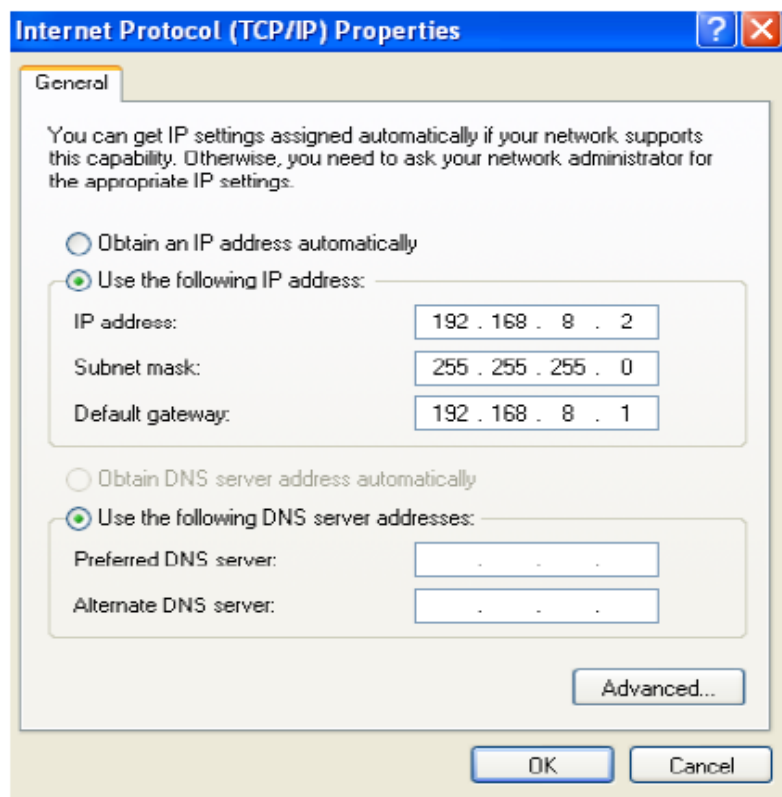 Internet Protocol (TCP/IP) Properties
?
General
You can get IP settings assigned automatically if your network supports
this capability. Otherwise, you need to ask your network administrator for
the appropriate IP settings.
Obtain an IP address automatically
Use the following IP address:
IP address: 192 . 168 . 8 . 2
Subnet mask: 255 . 255 . 255 . 0
Default gateway: 192 . 168 . 8 . 1
Obtain DNS server address automatically
Use the following DNS server addresses:
Preferred DNS server: . . .
Alternate DNS server: . . .
Advanced...
OK Cancel